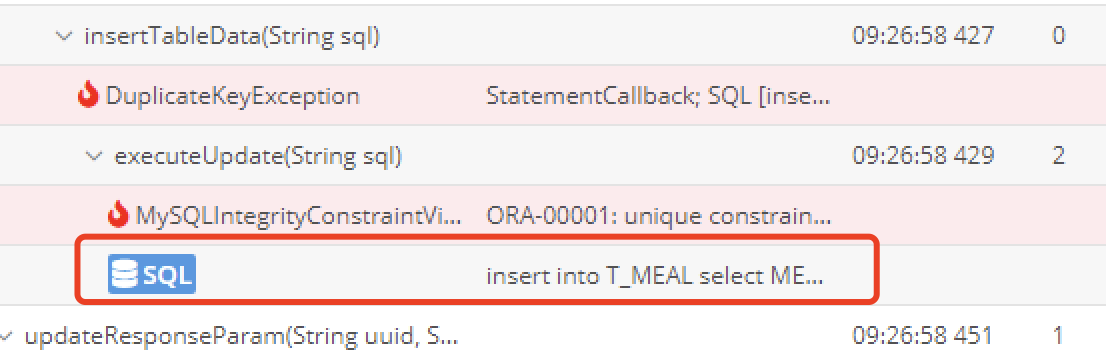 insertTableData(String sql) 09:26:58 427 0
DuplicateKeyException StatementCallback; SQL [inse...
executeUpdate(String sql) 09:26:58 429 2
MySQLIntegrityConstraintVi... ORA-00001: unique constrain...
SQL insert into T_MEAL select ME...
updateResponseParam(String uuid, S... 09:26:58 451 1